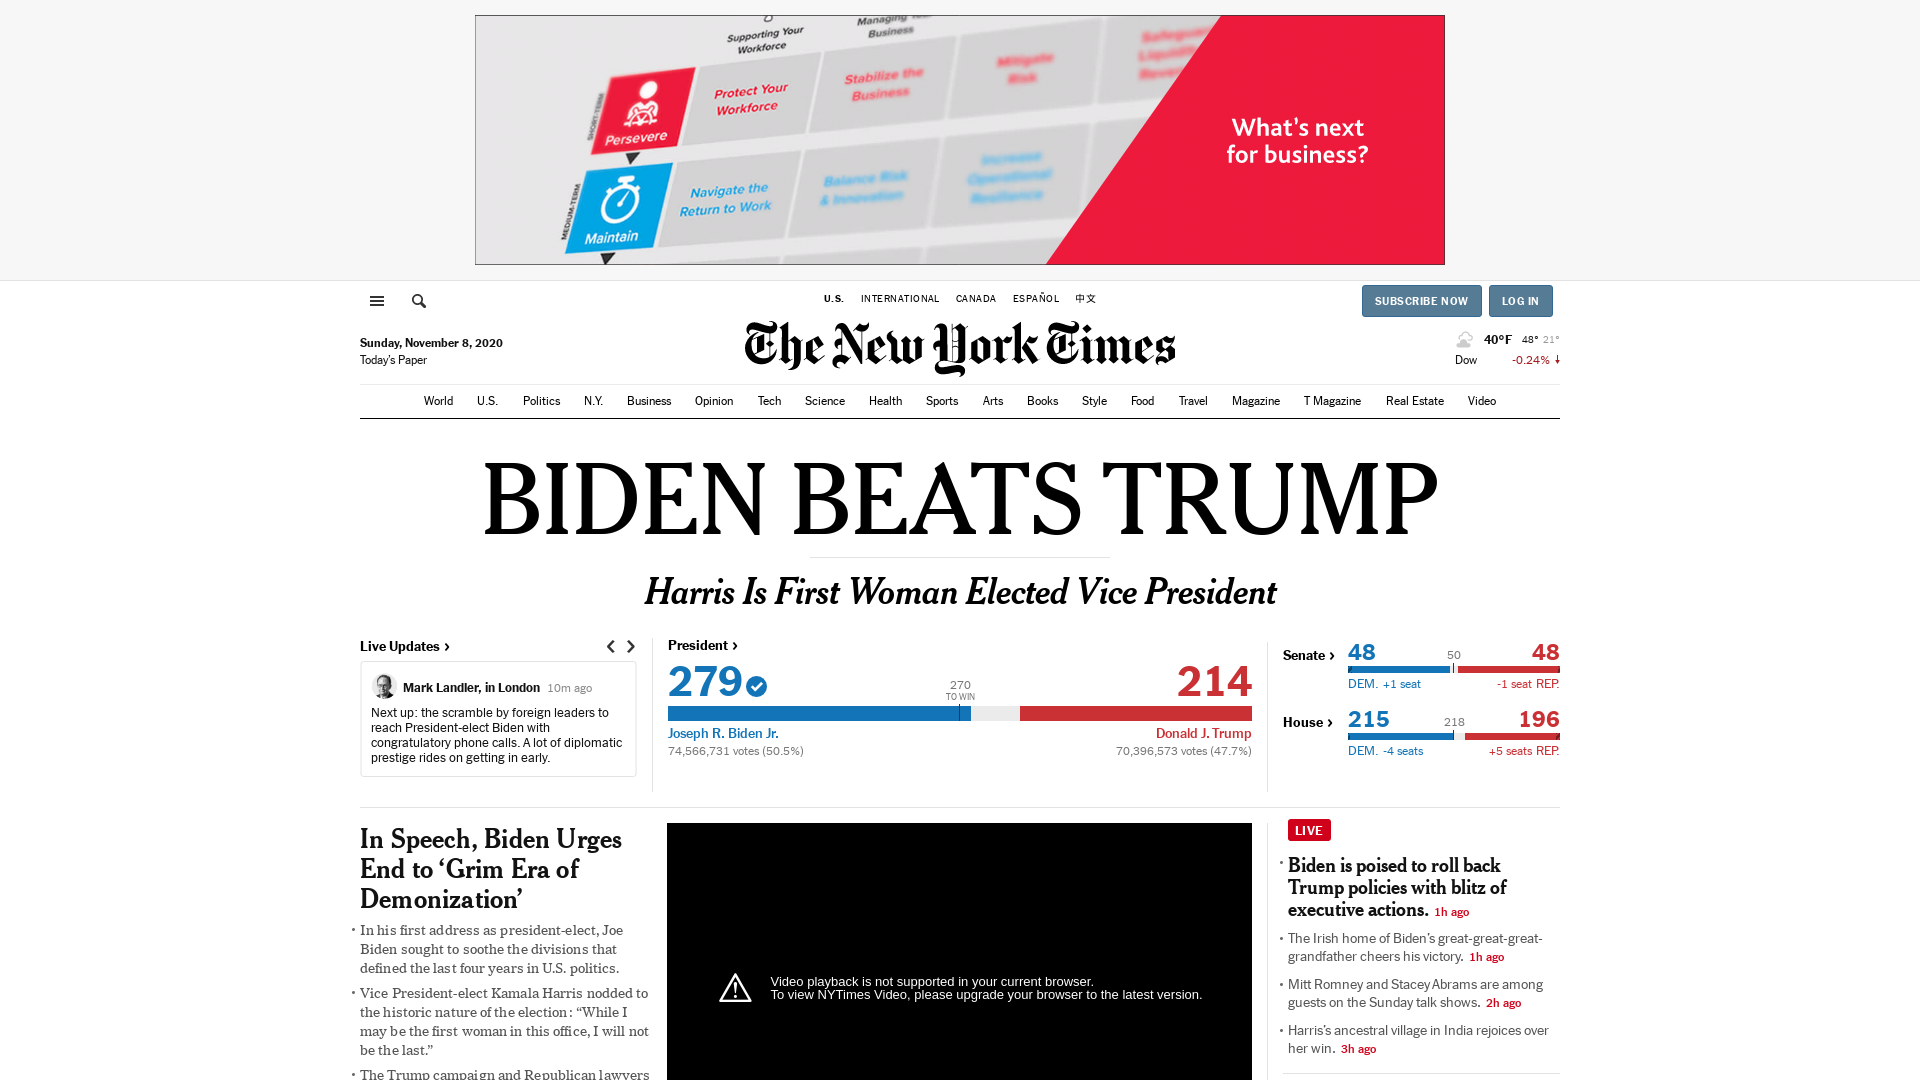 Supporting Your
Workforce
Managing Your
Business
SHORT-TERM
Persevere
Protect Your
Workforce
Stabilize the
Business
Mitigate
Risk
MEDIUM-TERM
Maintain
Navigate the
Return to Work
Balance Risk
& Innovation
Increase
Operational
Resilience
What's next
for business?
U.S. INTERNATIONAL CANADA ESPAÑOL 中文
SUBSCRIBE NOW LOG IN
Sunday, November 8, 2020
Today's Paper
The New York Times
40°F 48° 21°
Dow -0.24% ↓
World U.S. Politics N.Y. Business Opinion Tech Science Health Sports Arts Books Style Food Travel Magazine T Magazine Real Estate Video
BIDEN BEATS TRUMP
Harris Is First Woman Elected Vice President
Live Updates ›
Mark Landler, in London 10m ago
Next up: the scramble by foreign leaders to
reach President-elect Biden with
congratulatory phone calls. A lot of diplomatic
prestige rides on getting in early.
President ›
279 214
270
TO WIN
Joseph R. Biden Jr. Donald J. Trump
74,566,731 votes (50.5%) 70,396,573 votes (47.7%)
Senate › 48 50 48
DEM. +1 seat -1 seat REP.
House › 215 218 196
DEM. -4 seats +5 seats REP.
In Speech, Biden Urges
End to ‘Grim Era of
Demonization’
• In his first address as president-elect, Joe
Biden sought to soothe the divisions that
defined the last four years in U.S. politics.
• Vice President-elect Kamala Harris nodded to
the historic nature of the election: “While I
may be the first woman in this office, I will not
be the last.”
• The Trump campaign and Republican lawyers
Video playback is not supported in your current browser.
To view NYTimes Video, please upgrade your browser to the latest version.
LIVE
• Biden is poised to roll back
Trump policies with blitz of
executive actions. 1h ago
• The Irish home of Biden’s great-great-great-
grandfather cheers his victory. 1h ago
• Mitt Romney and Stacey Abrams are among
guests on the Sunday talk shows. 2h ago
• Harris’s ancestral village in India rejoices over
her win. 3h ago